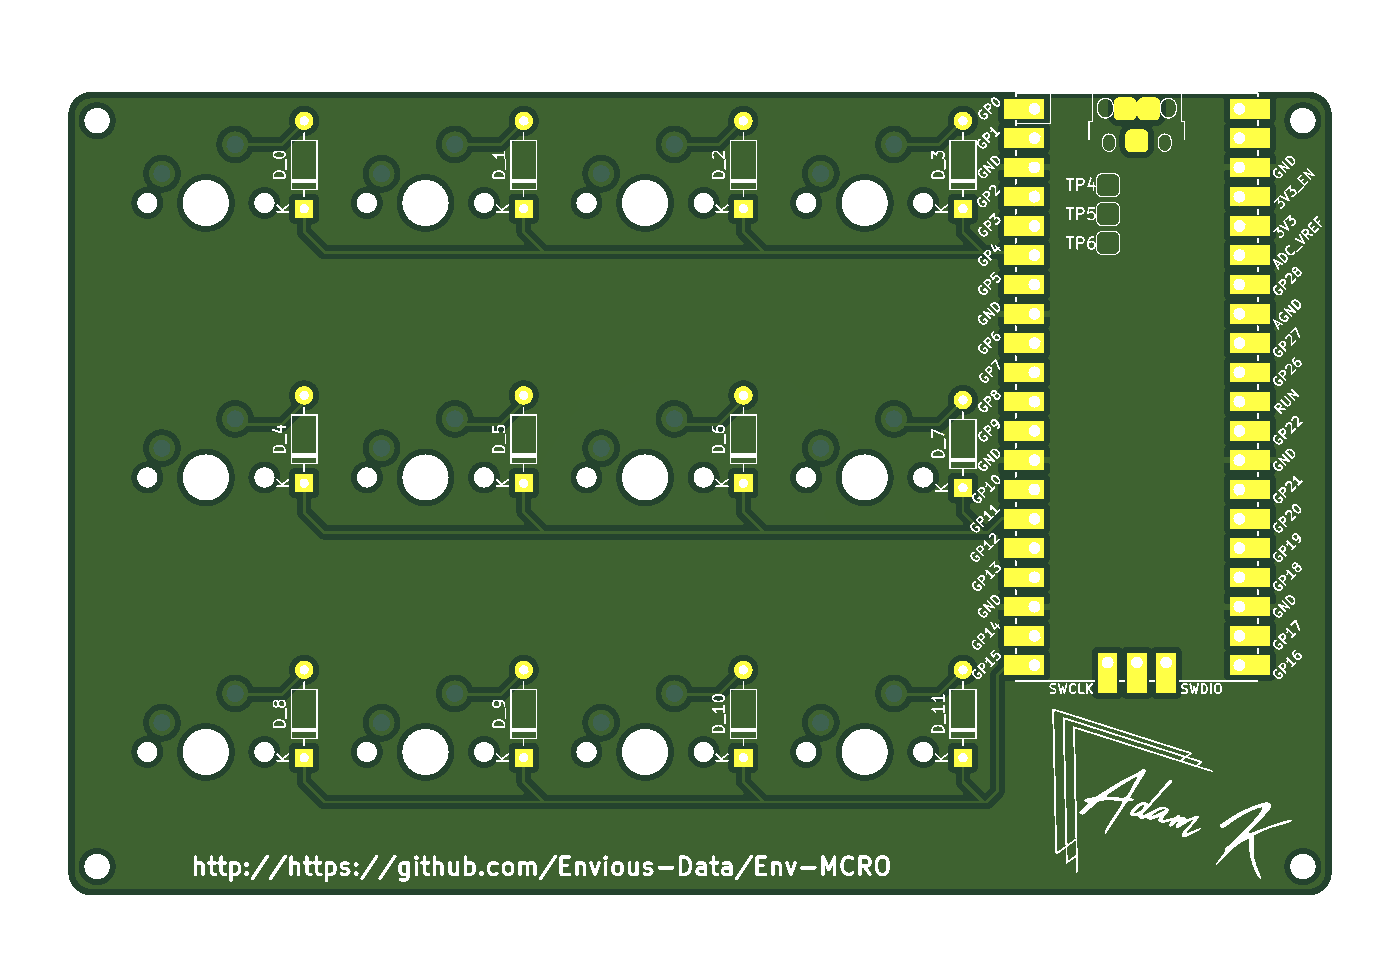 D_0
K
D_1
K
D_2
K
D_3
K
D_4
K
D_5
K
D_6
K
D_7
K
D_8
K
D_9
K
D_10
K
D_11
K
GP0
GP1
GND
GP2
GP3
GP4
GP5
GND
GP6
GP7
GP8
GP9
GND
GP10
GP11
GP12
GP13
GND
GP14
GP15
TP4
TP5
TP6
GND
3V3_EN
3V3
ADC_VREF
GP28
AGND
GP27
GP26
RUN
GP22
GND
GP21
GP20
GP19
GP18
GND
GP17
GP16
SWCLK
SWDIO
Adam K
http://https://github.com/Envious-Data/Env-MCRO